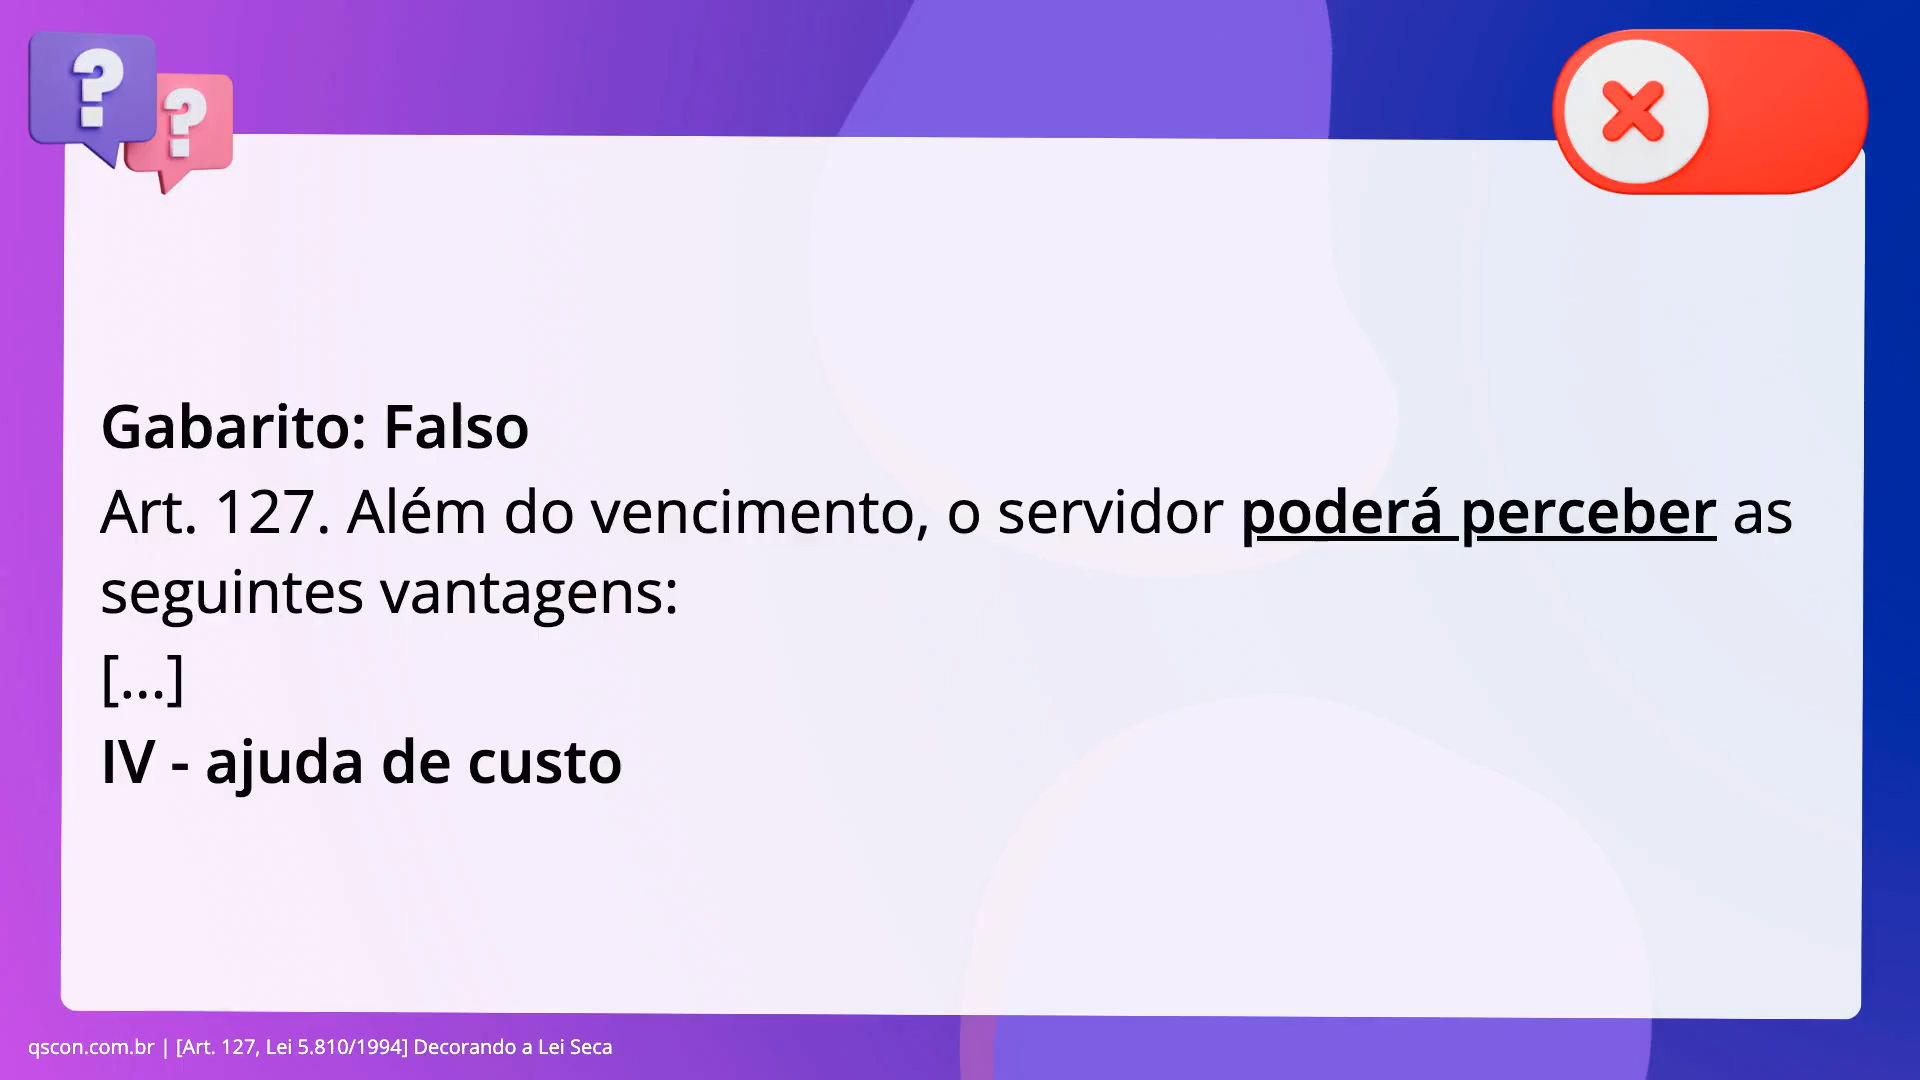 ?
?
Gabarito: Falso
Art. 127. Além do vencimento, o servidor poderá perceber as
seguintes vantagens:
[...]
IV - ajuda de custo
qscon.com.br | [Art. 127, Lei 5.810/1994] Decorando a Lei Seca